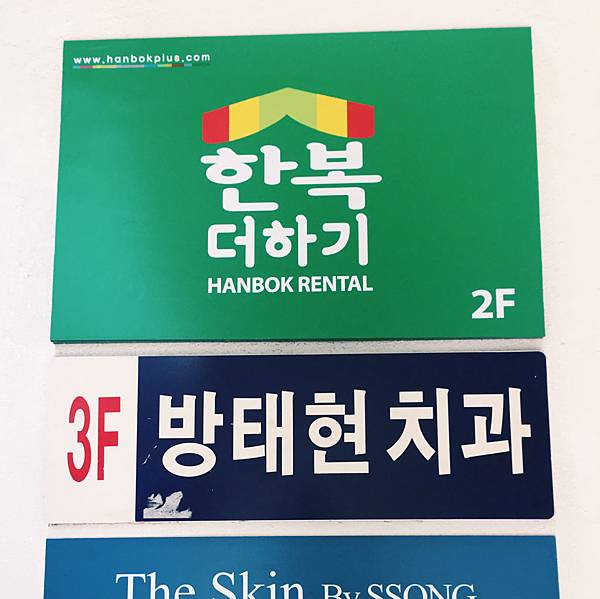 www.hanbokplus.com
한복
더하기
HANBOK RENTAL
2F
3F 방태현치과
The Skin By SSONG